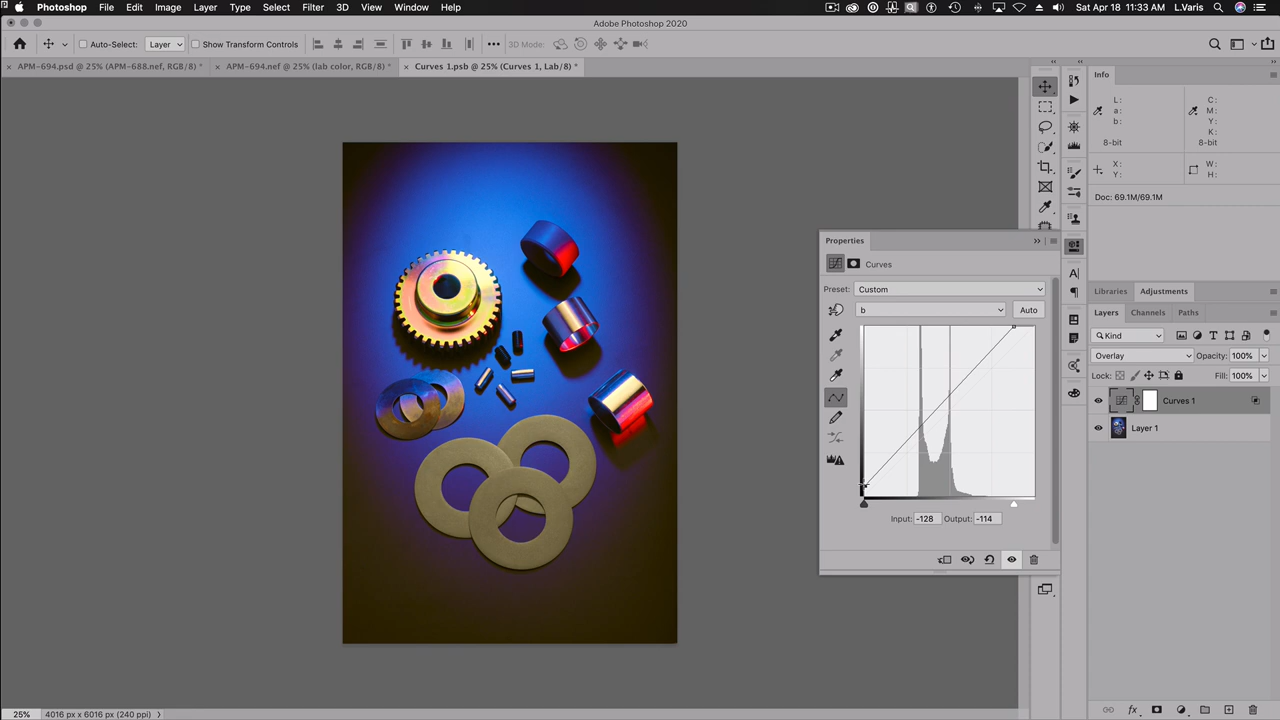 Photoshop File Edit Image Layer Type Select Filter 3D View Window Help Sat Apr 18 11:33 AM L.Varis
Adobe Photoshop 2020
Auto-Select: Layer Show Transform Controls ••• 3D Mode:
× APM-694.psd @ 25% (APM-688.nef, RGB/8) * × APM-694.nef @ 25% (lab color, RGB/8) * × Curves 1.psb @ 25% (Curves 1, Lab/8) *
Info
L: C:
a: M:
b: Y:
K:
8-bit 8-bit
X: W:
Y: H:
Doc: 69.1M/69.1M
Properties
Curves
Preset: Custom
b Auto
Input: -128 Output: -114
Libraries Adjustments
Layers Channels Paths
Kind
Overlay Opacity: 100%
Lock: Fill: 100%
Curves 1
Layer 1
25% 4016 px x 6016 px (240 ppi)